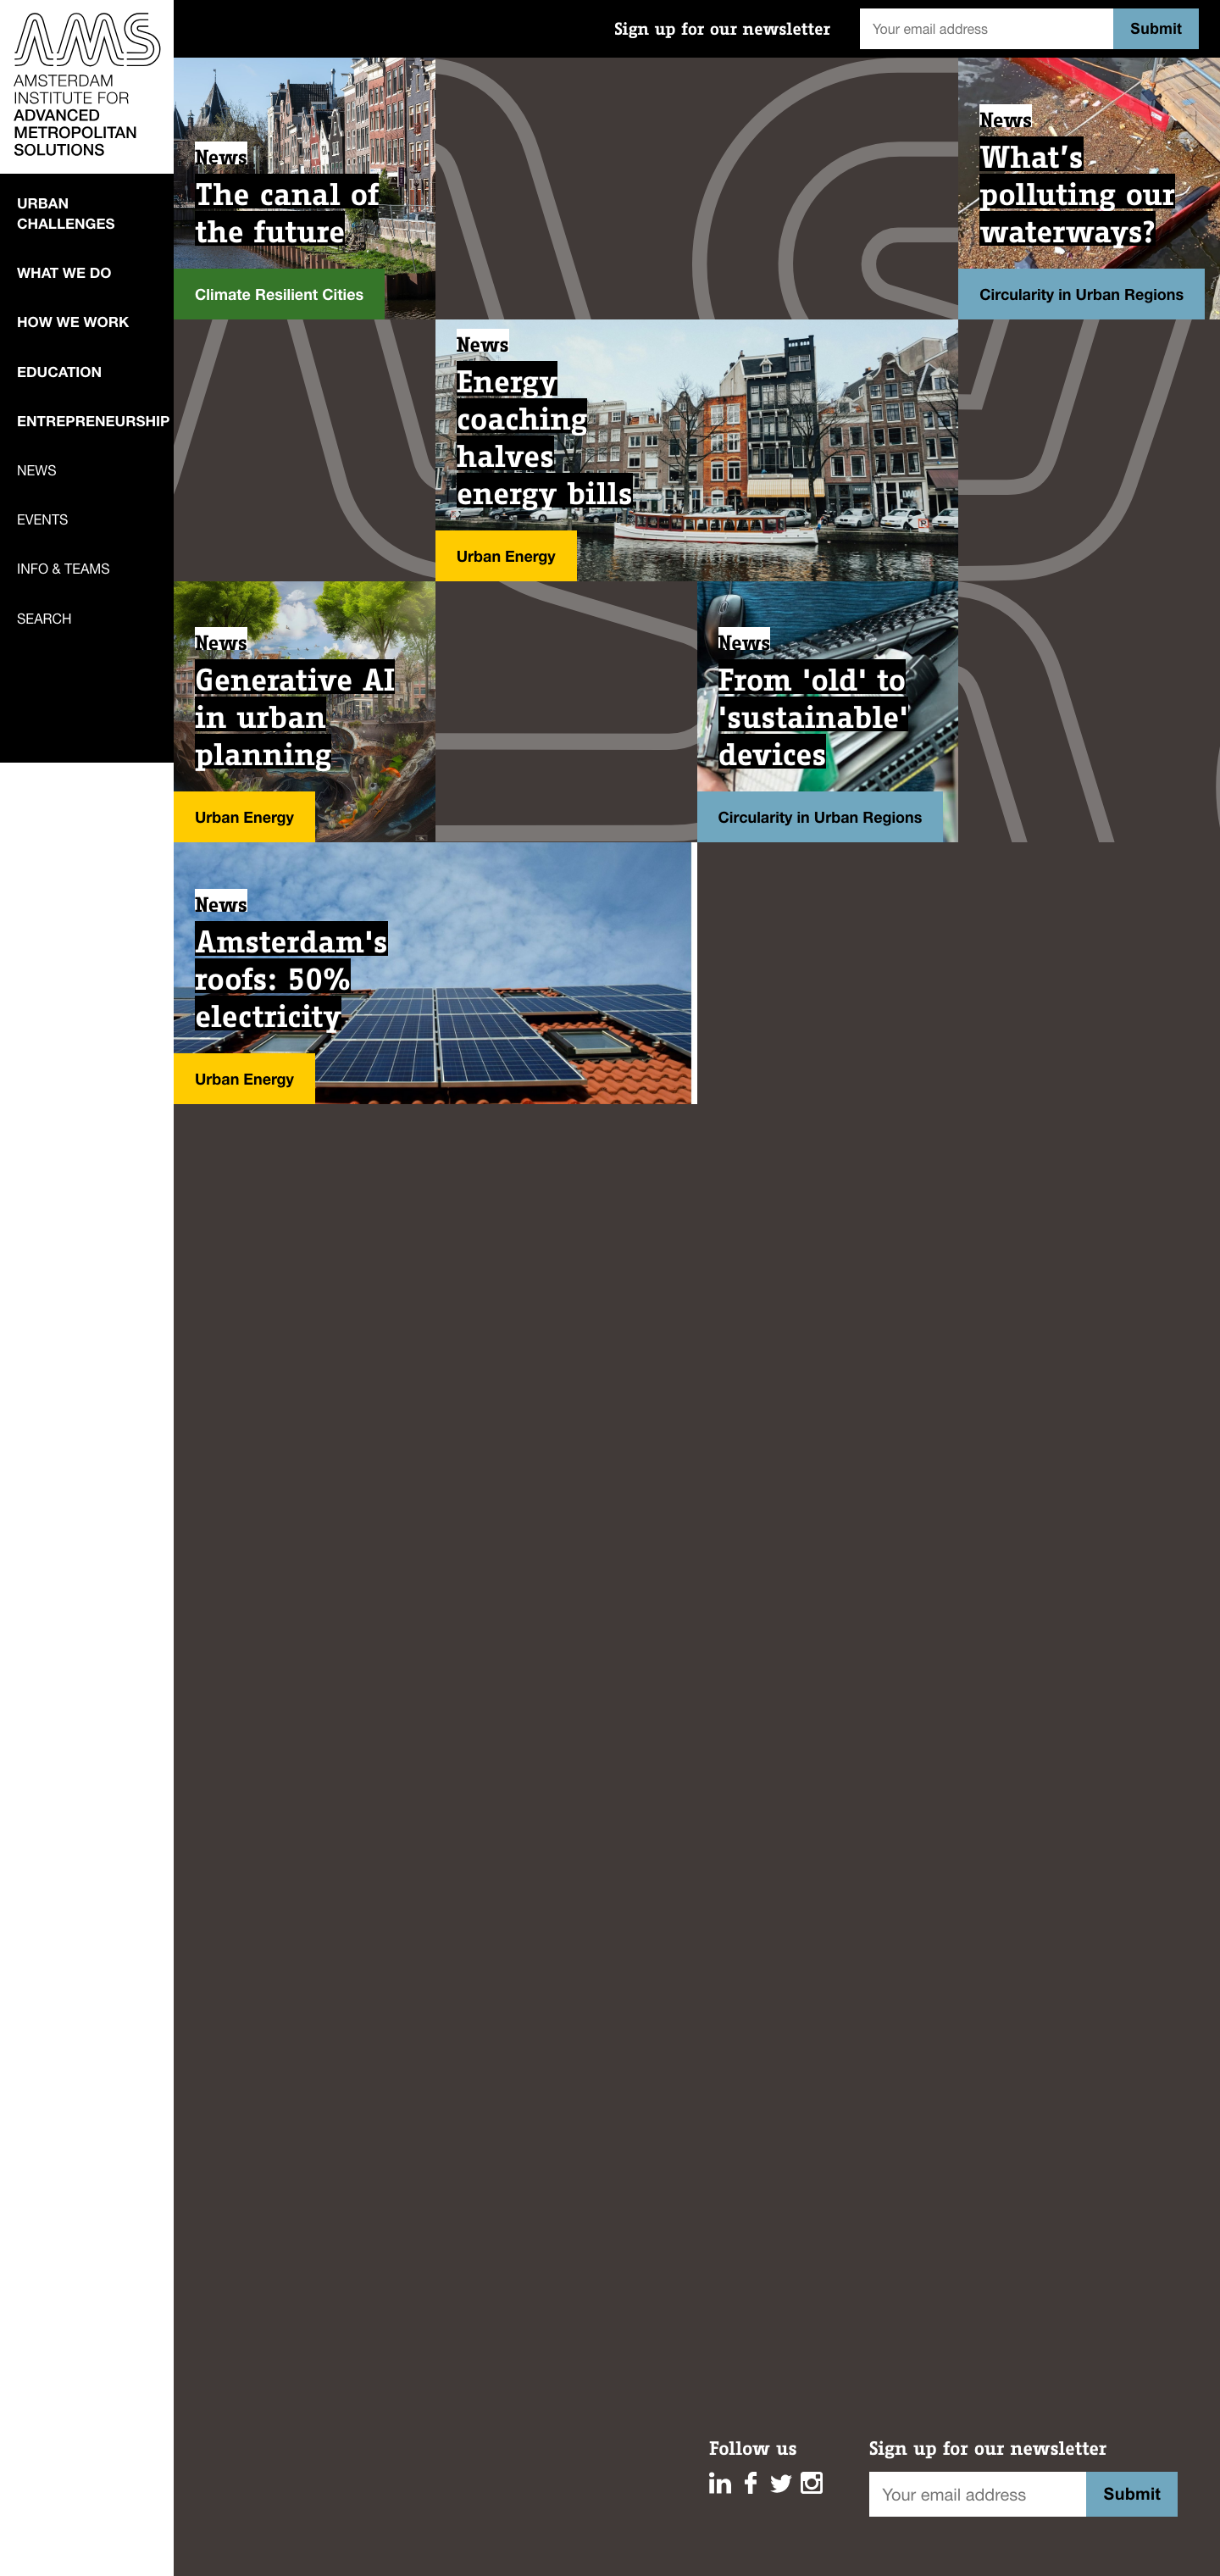 AMS
AMSTERDAM
INSTITUTE FOR
ADVANCED
METROPOLITAN
SOLUTIONS
Sign up for our newsletter
Your email address
Submit
URBAN
CHALLENGES
WHAT WE DO
HOW WE WORK
EDUCATION
ENTREPRENEURSHIP
NEWS
EVENTS
INFO & TEAMS
SEARCH
News
The canal of
the future
Climate Resilient Cities
News
What’s
polluting our
waterways?
Circularity in Urban Regions
News
Energy
coaching
halves
energy bills
Urban Energy
News
Generative AI
in urban
planning
Urban Energy
News
From 'old' to
'sustainable'
devices
Circularity in Urban Regions
News
Amsterdam's
roofs: 50%
electricity
Urban Energy
Follow us
Sign up for our newsletter
Your email address
Submit